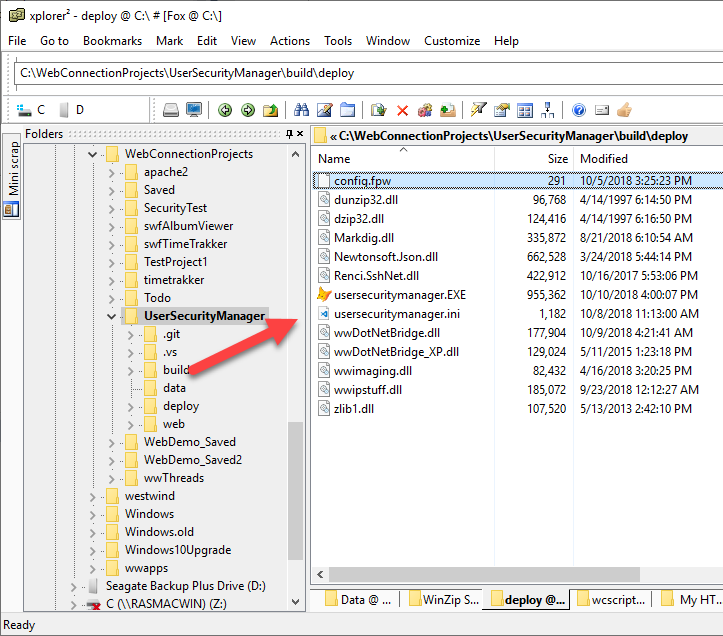 xplorer² - deploy @ C:\ # [Fox @ C:\]
File Go to Bookmarks Mark Edit View Actions Tools Window Customize Help
C:\WebConnectionProjects\UserSecurityManager\build\deploy
C D
Mini scrap
Folders
WebConnectionProjects
apache2
Saved
SecurityTest
swfAlbumViewer
swfTimeTrakker
TestProject1
timetrakker
Todo
UserSecurityManager
.git
.vs
build
data
deploy
web
WebDemo_Saved
WebDemo_Saved2
wwThreads
westwind
Windows
Windows.old
Windows10Upgrade
wwapps
Seagate Backup Plus Drive (D:)
C (\\RASMACWIN) (Z:)
« C:\WebConnectionProjects\UserSecurityManager\build\deploy
Name Size Modified
config.fpw 291 10/5/2018 3:25:23 PM
dunzip32.dll 96,768 4/14/1997 6:14:50 PM
dzip32.dll 124,416 4/14/1997 6:16:50 PM
Markdig.dll 335,872 8/21/2018 6:10:54 AM
Newtonsoft.Json.dll 662,528 3/24/2018 5:44:14 PM
Renci.SshNet.dll 422,912 10/16/2017 5:53:06 PM
usersecuritymanager.EXE 955,362 10/10/2018 4:00:07 PM
usersecuritymanager.ini 1,182 10/8/2018 11:13:00 AM
wwDotNetBridge.dll 177,904 10/9/2018 4:21:41 AM
wwDotNetBridge_XP.dll 129,024 5/11/2015 1:23:18 PM
wwimaging.dll 82,432 4/16/2018 3:20:25 PM
wwipstuff.dll 185,072 9/23/2018 12:12:27 AM
zlib1.dll 107,520 5/13/2013 2:42:10 PM
Data @ ... WinZip S... deploy @... wcscript... My HT...
Ready